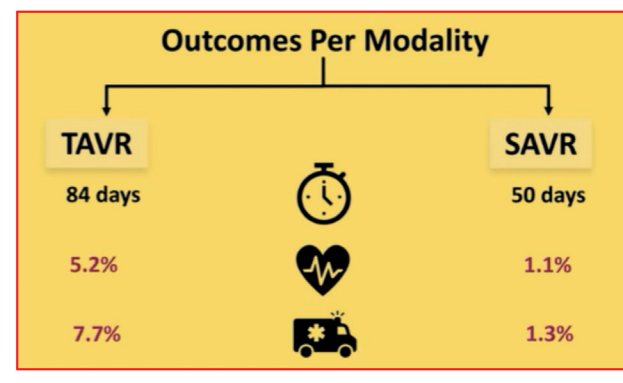 Outcomes Per Modality
TAVR SAVR
84 days 50 days
5.2% 1.1%
7.7% 1.3%